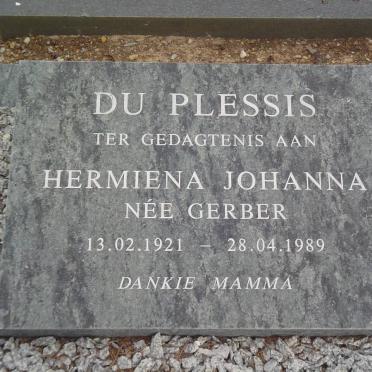 DU PLESSIS
TER GEDAGTENIS AAN
HERMIENA JOHANNA
NÉE GERBER
13.02.1921 – 28.04.1989
DANKIE MAMMA